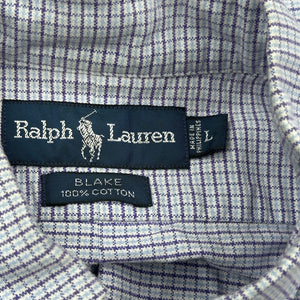 Ralph Lauren
L
MADE IN
PHILIPPINES
BLAKE
100% COTTON